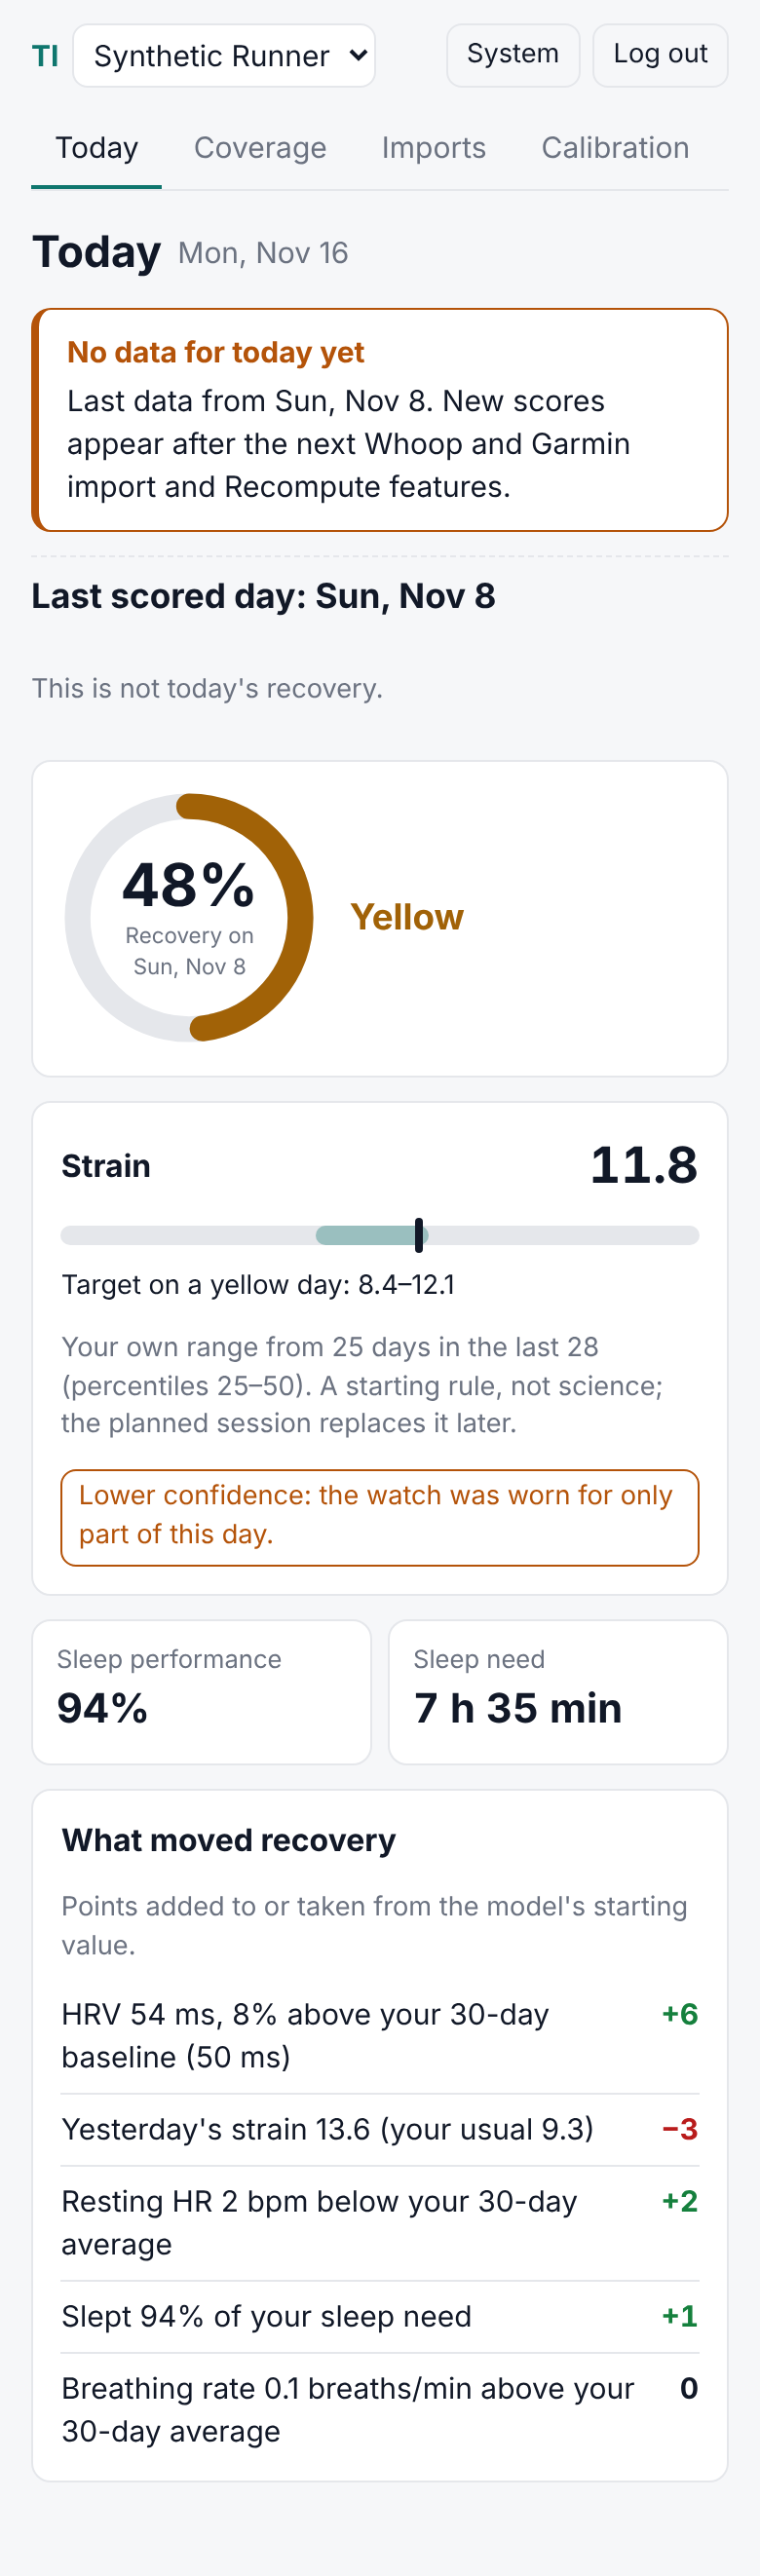 TI
Synthetic Runner
System
Log out
Today
Coverage
Imports
Calibration
Today Mon, Nov 16
No data for today yet
Last data from Sun, Nov 8. New scores
appear after the next Whoop and Garmin
import and Recompute features.
Last scored day: Sun, Nov 8
This is not today's recovery.
48%
Recovery on
Sun, Nov 8
Yellow
Strain
11.8
Target on a yellow day: 8.4–12.1
Your own range from 25 days in the last 28
(percentiles 25–50). A starting rule, not science;
the planned session replaces it later.
Lower confidence: the watch was worn for only
part of this day.
Sleep performance
94%
Sleep need
7 h 35 min
What moved recovery
Points added to or taken from the model's starting
value.
HRV 54 ms, 8% above your 30-day
baseline (50 ms)
+6
Yesterday's strain 13.6 (your usual 9.3)
−3
Resting HR 2 bpm below your 30-day
average
+2
Slept 94% of your sleep need
+1
Breathing rate 0.1 breaths/min above your
30-day average
0